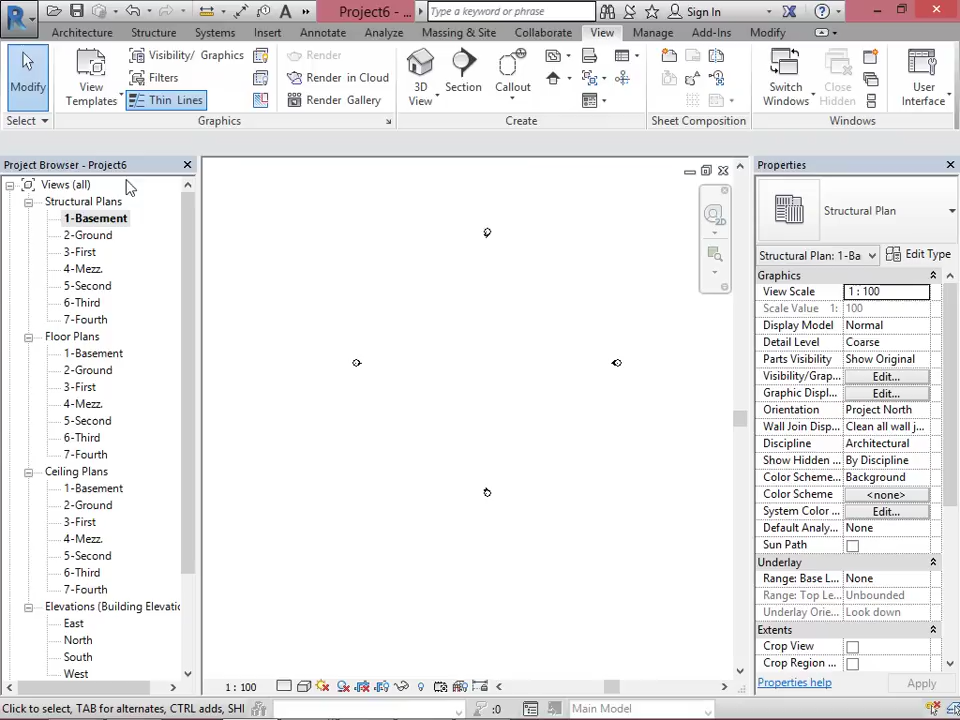 Project6 - ...
Type a keyword or phrase
Sign In
Architecture
Structure
Systems
Insert
Annotate
Analyze
Massing & Site
Collaborate
View
Manage
Add-Ins
Modify
Modify
Select
View Templates
Visibility/ Graphics
Filters
Thin Lines
Render
Render in Cloud
Render Gallery
Graphics
3D View
Section
Callout
Create
Sheet Composition
Switch Windows
Close Hidden
Windows
User Interface
Project Browser - Project6
Views (all)
Structural Plans
1-Basement
2-Ground
3-First
4-Mezz.
5-Second
6-Third
7-Fourth
Floor Plans
1-Basement
2-Ground
3-First
4-Mezz.
5-Second
6-Third
7-Fourth
Ceiling Plans
1-Basement
2-Ground
3-First
4-Mezz.
5-Second
6-Third
7-Fourth
Elevations (Building Elevatio
East
North
South
West
2D
Properties
Structural Plan
Structural Plan: 1-Ba
Edit Type
Graphics
View Scale 1 : 100
Scale Value 1: 100
Display Model Normal
Detail Level Coarse
Parts Visibility Show Original
Visibility/Grap... Edit...
Graphic Displ... Edit...
Orientation Project North
Wall Join Disp... Clean all wall j...
Discipline Architectural
Show Hidden ... By Discipline
Color Scheme... Background
Color Scheme <none>
System Color ... Edit...
Default Analy... None
Sun Path
Underlay
Range: Base L... None
Range: Top Le... Unbounded
Underlay Orie... Look down
Extents
Crop View
Crop Region ...
Properties help
Apply
1 : 100
Click to select, TAB for alternates, CTRL adds, SHI
:0
Main Model